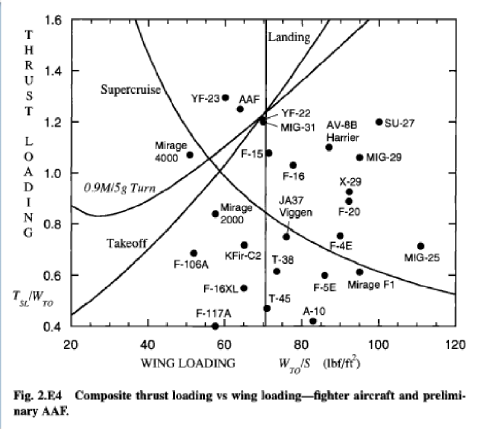 THRUST LOADING
T_SL/W_TO
1.6
1.4
1.2
1.0
0.8
0.6
0.4
Landing
Supercruise
YF-23
AAF
YF-22
MIG-31
AV-8B
Harrier
SU-27
Mirage
4000
F-15
MIG-29
F-16
0.9M/5g Turn
X-29
F-20
JA37
Viggen
Mirage
2000
Takeoff
KFir-C2
F-4E
MIG-25
F-106A
T-38
F-5E
Mirage F1
F-16XL
T-45
F-117A
A-10
20
40
60
80
100
120
WING LOADING W_TO/S (lbf/ft²)
Fig. 2.E4 Composite thrust loading vs wing loading—fighter aircraft and prelimi-
nary AAF.